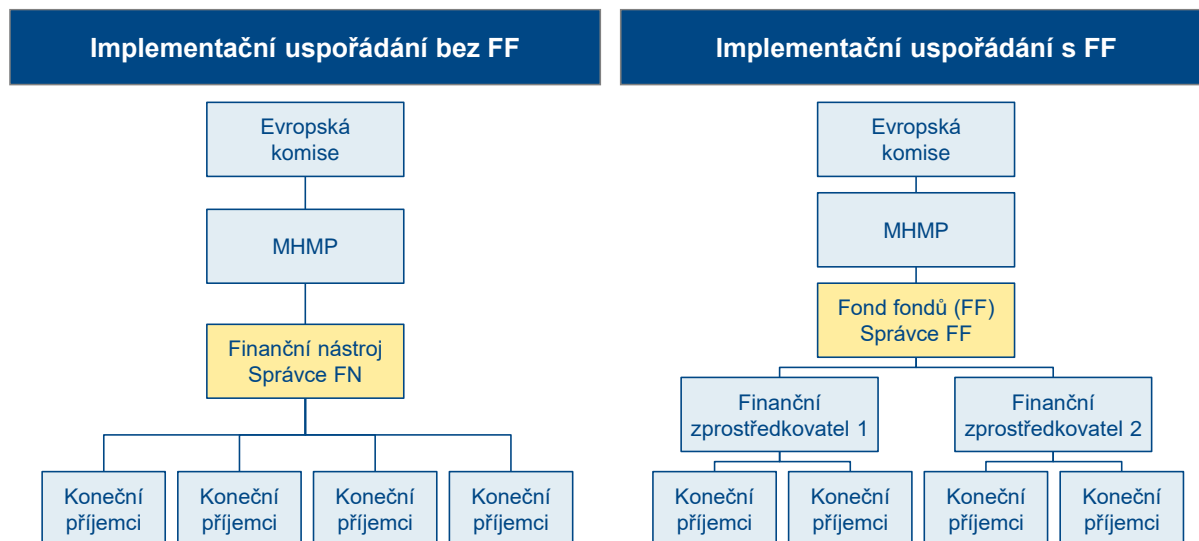 Implementační uspořádání bez FF
Evropská
komise
MHMP
Finanční nástroj
Správce FN
Koneční
příjemci
Koneční
příjemci
Koneční
příjemci
Koneční
příjemci
Implementační uspořádání s FF
Evropská
komise
MHMP
Fond fondů (FF)
Správce FF
Finanční
zprostředkovatel 1
Finanční
zprostředkovatel 2
Koneční
příjemci
Koneční
příjemci
Koneční
příjemci
Koneční
příjemci